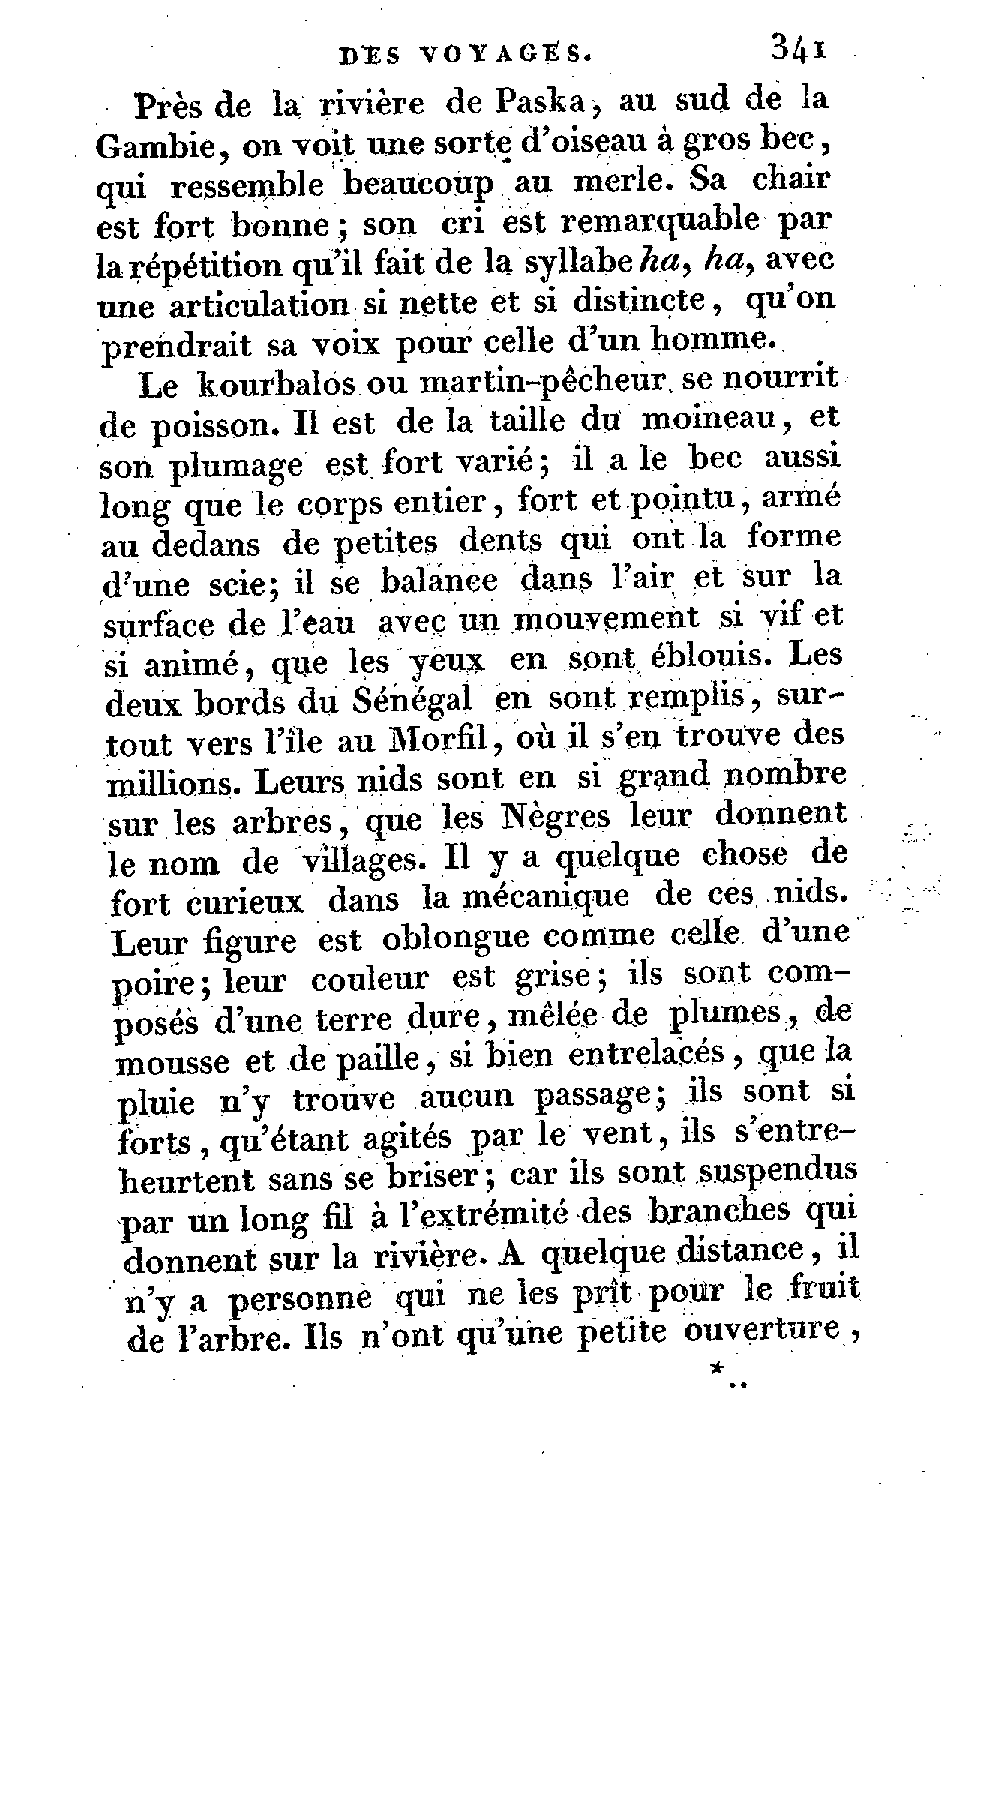 DES VOYAGES. 341
Près de la rivière de Paska, au sud de la
Gambie, on voit une sorte d'oiseau à gros bec,
qui ressemble beaucoup au merle. Sa chair
est fort bonne ; son cri est remarquable par
la répétition qu'il fait de la syllabe ha, ha, avec
une articulation si nette et si distincte, qu'on
prendrait sa voix pour celle d'un homme.
Le kourbalos ou martin-pêcheur se nourrit
de poisson. Il est de la taille du moineau, et
son plumage est fort varié; il a le bec aussi
long que le corps entier, fort et pointu, armé
au dedans de petites dents qui ont la forme
d'une scie; il se balance dans l'air et sur la
surface de l'eau avec un mouvement si vif et
si animé, que les yeux en sont éblouis. Les
deux bords du Sénégal en sont remplis, sur-
tout vers l'île au Morfil, où il s'en trouve des
millions. Leurs nids sont en si grand nombre
sur les arbres, que les Nègres leur donnent
le nom de villages. Il y a quelque chose de
fort curieux dans la mécanique de ces nids.
Leur figure est oblongue comme celle d'une
poire; leur couleur est grise; ils sont com-
posés d'une terre dure, mêlée de plumes, de
mousse et de paille, si bien entrelacés, que la
pluie n'y trouve aucun passage; ils sont si
forts, qu'étant agités par le vent, ils s'entre-
heurtent sans se briser; car ils sont suspendus
par un long fil à l'extrémité des branches qui
donnent sur la rivière. A quelque distance, il
n'y a personne qui ne les prît pour le fruit
de l'arbre. Ils n'ont qu'une petite ouverture,
*..